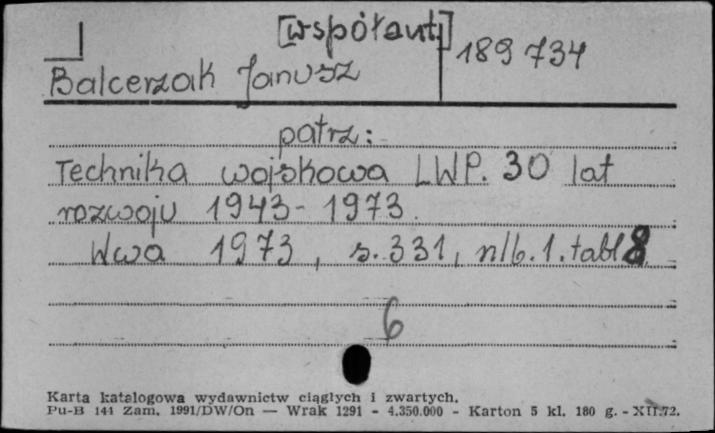 [współaut]
189 734
Balcerzak Janusz
patrz:
Technika wojskowa LWP. 30 lat
rozwoju 1943-1973.
Wwa 1973, s. 331, nlb. 1. tabl 8
6
Karta katalogowa wydawnictw ciągłych i zwartych.
Pu-B 144 Zam. 1991/DW/On — Wrak 1291 - 4.350.000 - Karton 5 kl. 180 g. - XII.72.